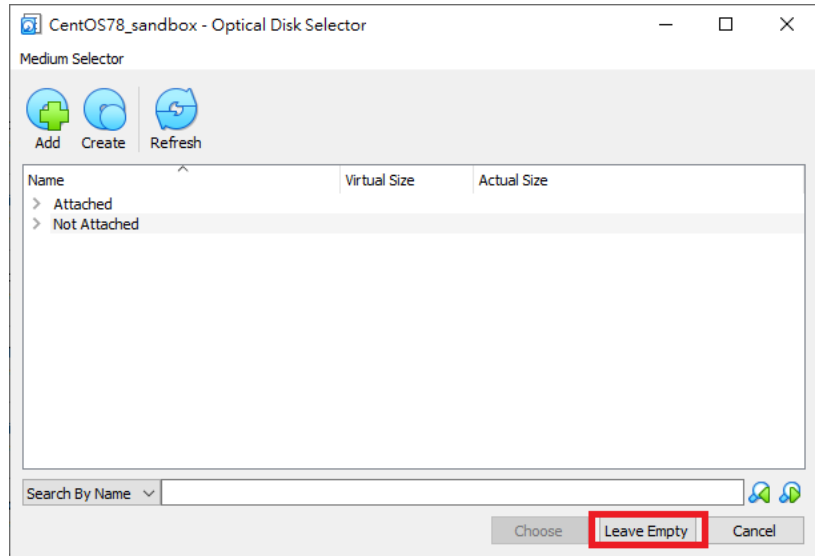 CentOS78_sandbox - Optical Disk Selector
Medium Selector
Add Create Refresh
Name Virtual Size Actual Size
Attached
Not Attached
Search By Name
Choose Leave Empty Cancel